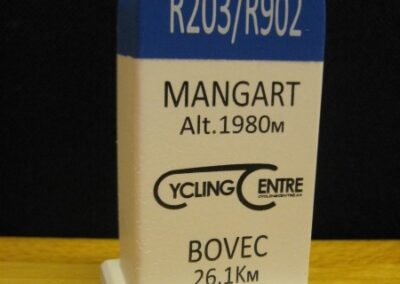 R203/R902
MANGART
Alt.1980M
CYCLING CENTRE
BOVEC
26.1KM